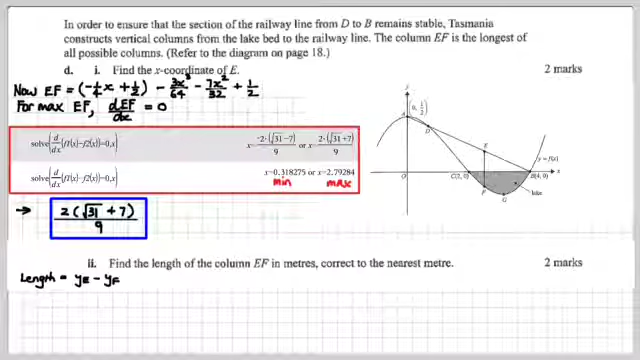 In order to ensure that the section of the railway line from D to B remains stable, Tasmania
constructs vertical columns from the lake bed to the railway line. The column EF is the longest of
all possible columns. (Refer to the diagram on page 18.)
d. i. Find the x-coordinate of E. 2 marks
Now EF = (-1/4 x + 1/2) - 3x³/64 - 7x²/32 + 1/2
For max EF, dEF/dx = 0
solve(d/dx(f1(x)-f2(x))=0,x) x=-2·(√31-7)/9 or x=2·(√31+7)/9
solve(d/dx(f1(x)-f2(x))=0,x) x=0.318275 or x=2.79284
min max
→ 2(√31 + 7)/9
y
A
(0, 1/2)
D
E
y = f(x)
O
C(2, 0)
B(4, 0)
x
F
G
lake
ii. Find the length of the column EF in metres, correct to the nearest metre. 2 marks
Length = yE - yF